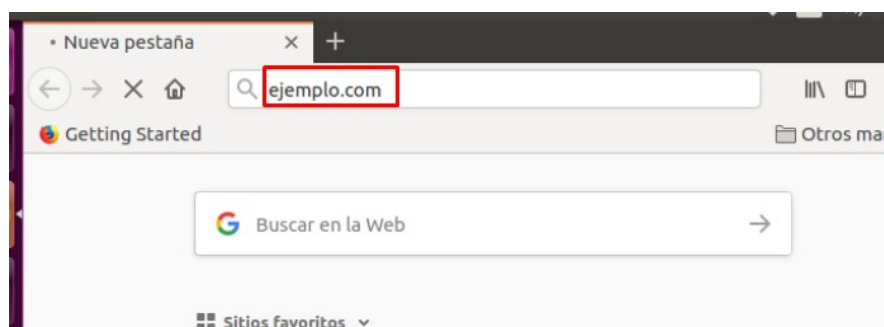 • Nueva pestaña
ejemplo.com
Getting Started
Otros ma
G Buscar en la Web
Sitios favoritos